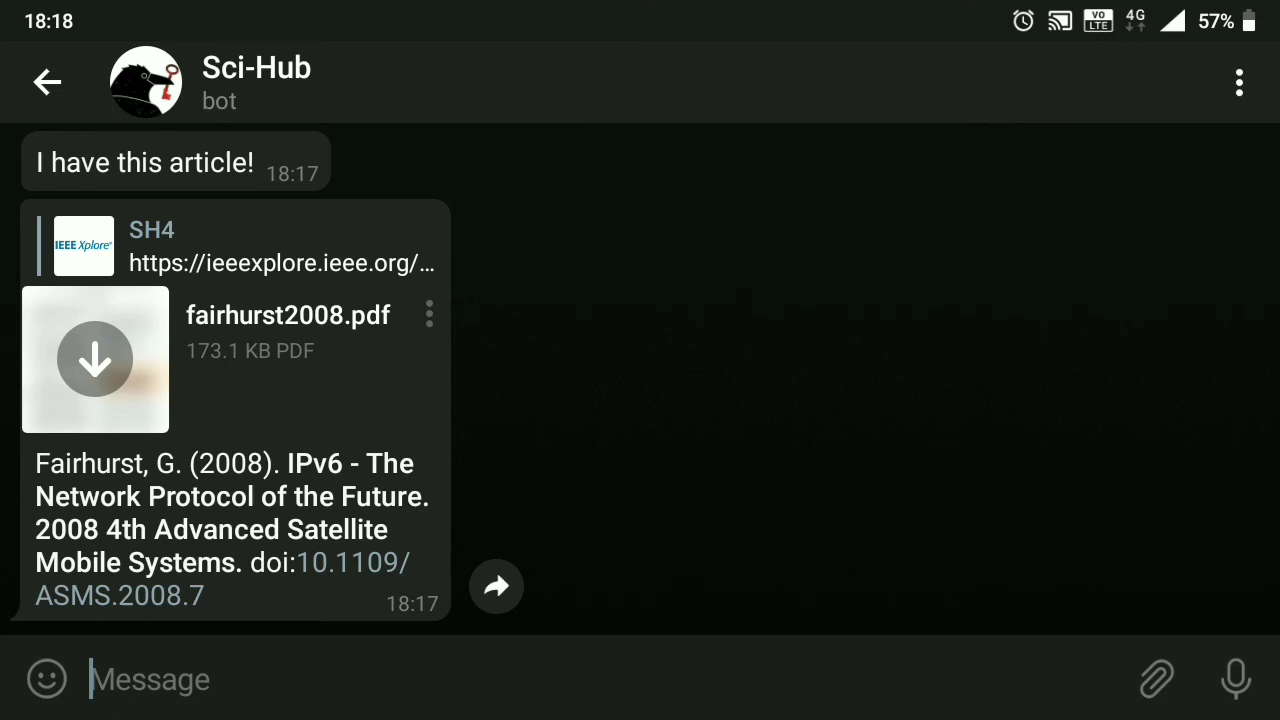 18:18
VO
LTE
4G
57%
Sci-Hub
bot
I have this article!
18:17
IEEE Xplore®
SH4
https://ieeexplore.ieee.org/...
fairhurst2008.pdf
173.1 KB PDF
Fairhurst, G. (2008). IPv6 - The
Network Protocol of the Future.
2008 4th Advanced Satellite
Mobile Systems. doi:10.1109/
ASMS.2008.7
18:17
Message